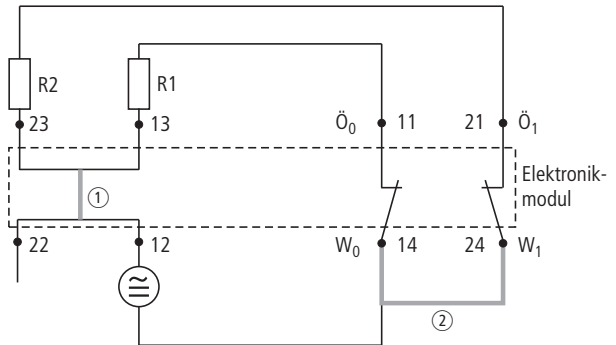 R2
R1
23
13
Ö₀
11
21
Ö₁
①
Elektronik-
modul
22
12
W₀
14
24
W₁
②